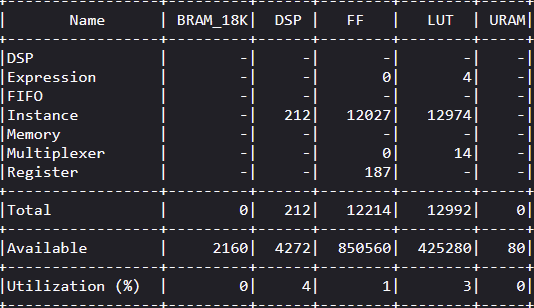 +-----------------+---------+------+--------+--------+-----+
|       Name      | BRAM_18K|  DSP |   FF   |   LUT  | URAM|
+-----------------+---------+------+--------+--------+-----+
|DSP              |        -|     -|       -|       -|    -|
|Expression       |        -|     -|       0|       4|    -|
|FIFO             |        -|     -|       -|       -|    -|
|Instance         |        -|   212|   12027|   12974|    -|
|Memory           |        -|     -|       -|       -|    -|
|Multiplexer      |        -|     -|       0|      14|    -|
|Register         |        -|     -|     187|       -|    -|
+-----------------+---------+------+--------+--------+-----+
|Total            |        0|   212|   12214|   12992|    0|
+-----------------+---------+------+--------+--------+-----+
|Available        |     2160|  4272|  850560|  425280|   80|
+-----------------+---------+------+--------+--------+-----+
|Utilization (%)  |        0|     4|       1|       3|    0|
+-----------------+---------+------+--------+--------+-----+